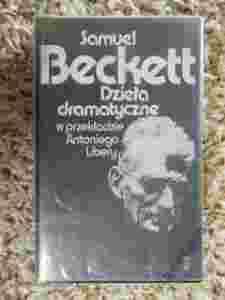 Samuel
Beckett
Dzieła
dramatyczne
w przekładzie
Antoniego
Libery